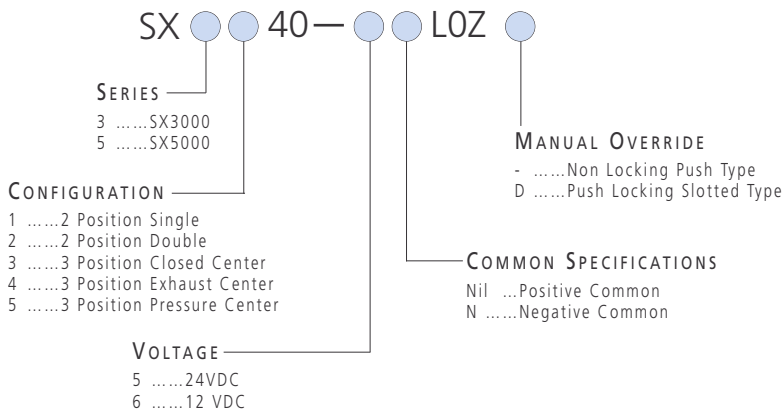 SX 40— L0Z
SERIES
3 ......SX3000
5 ......SX5000
MANUAL OVERRIDE
- ......Non Locking Push Type
D ......Push Locking Slotted Type
CONFIGURATION
1 ......2 Position Single
2 ......2 Position Double
3 ......3 Position Closed Center
4 ......3 Position Exhaust Center
5 ......3 Position Pressure Center
COMMON SPECIFICATIONS
Nil ...Positive Common
N ......Negative Common
VOLTAGE
5 ......24VDC
6 ......12 VDC